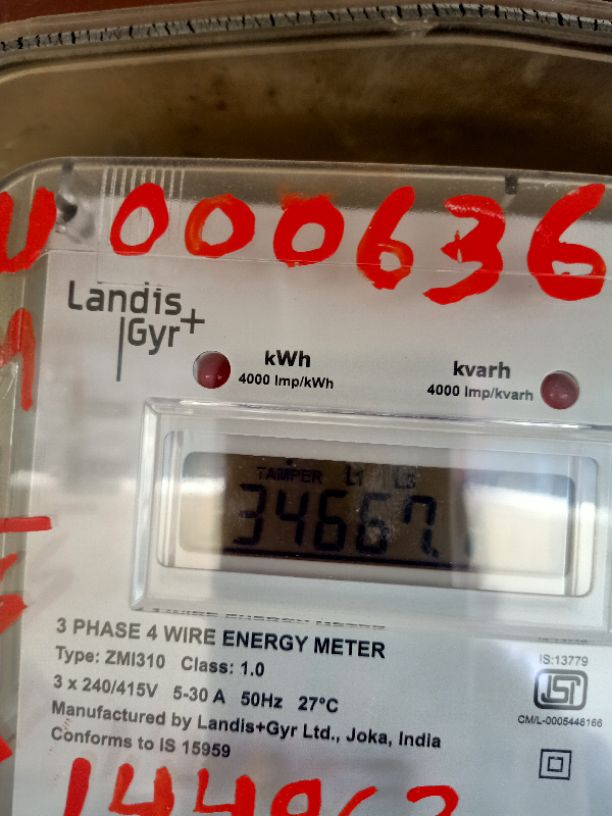 000636
Landis
Gyr+
kWh
4000 Imp/kWh
kvarh
4000 Imp/kvarh
TAMPER L1
34667.
3 PHASE 4 WIRE ENERGY METER
Type: ZMI310 Class: 1.0
3 x 240/415V 5-30 A 50Hz 27°C
Manufactured by Landis+Gyr Ltd., Joka, India
Conforms to IS 15959
IS:13779
ISI
CM/L-0005446166